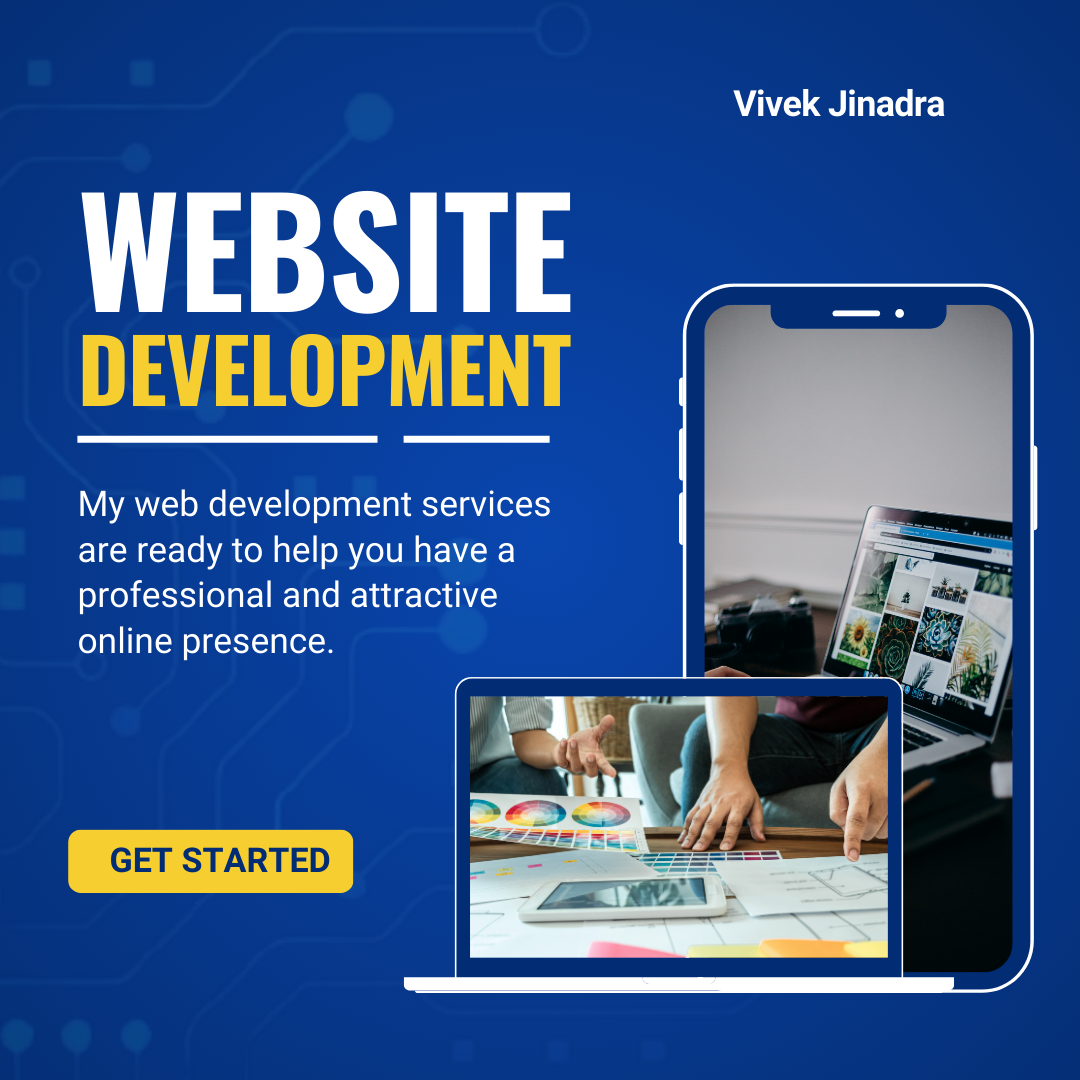 Vivek Jinadra
WEBSITE
DEVELOPMENT
My web development services
are ready to help you have a
professional and attractive
online presence.
GET STARTED